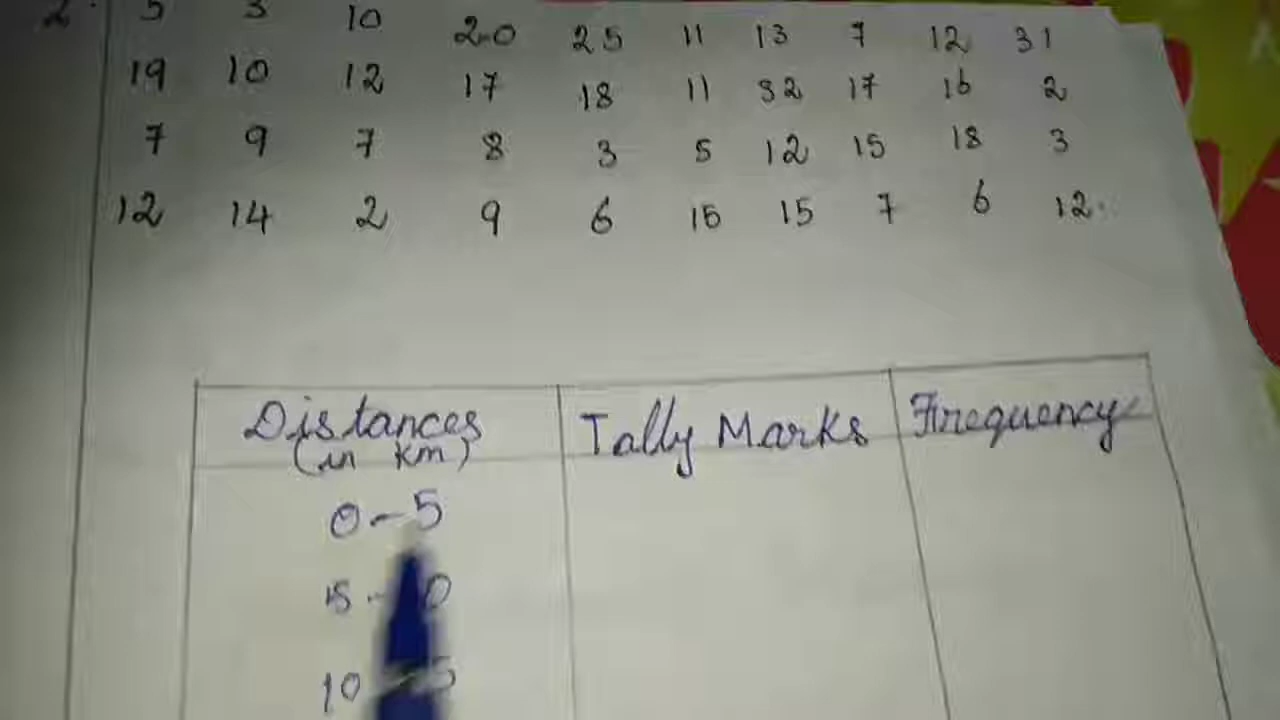 2. 5 3 10 20 25 11 13 7 12 31
19 10 12 17 18 11 32 17 16 2
7 9 7 8 3 5 12 15 18 3
12 14 2 9 6 15 15 7 6 12.
Distances Tally Marks Frequency
(in km)
0-5
5 - 0
10 5